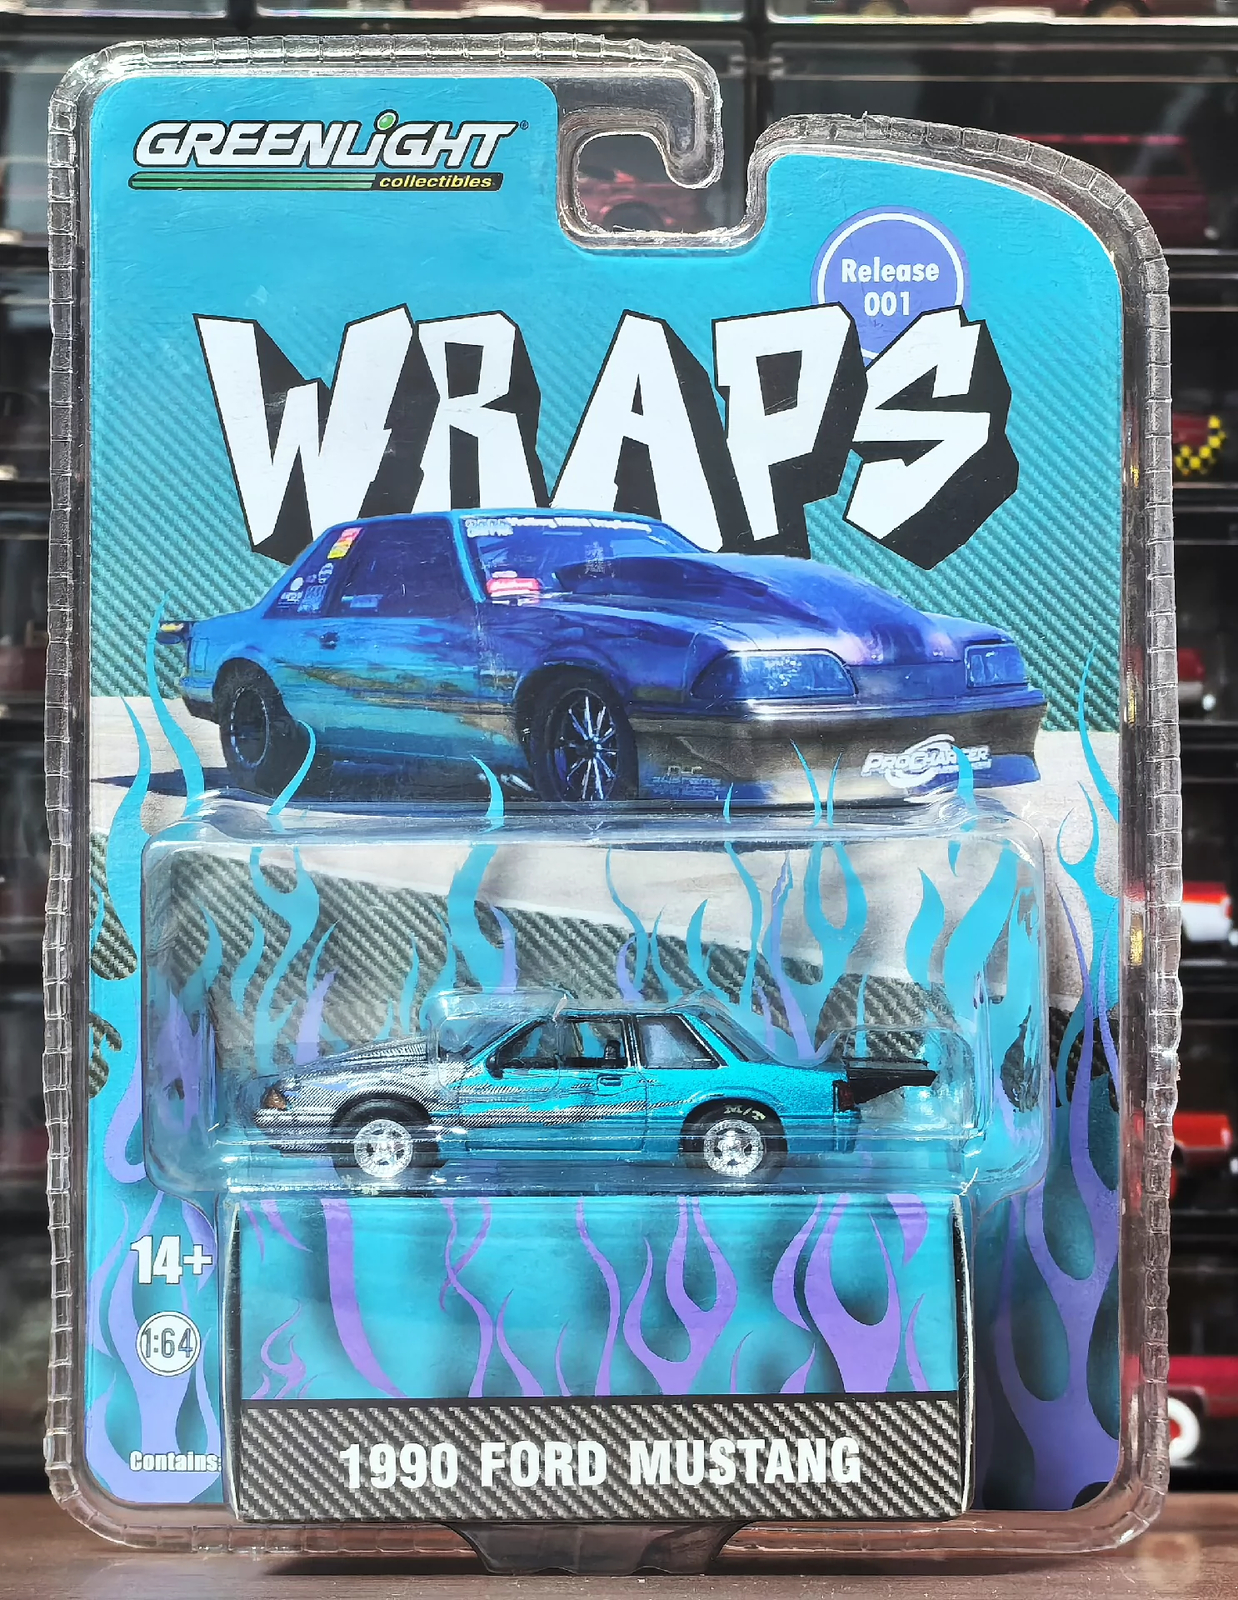 GREENLiGHT®
collectibles
Release
001
WRAPS
PROCHARGER
M/T
14+
1:64
Contains:
1990 FORD MUSTANG